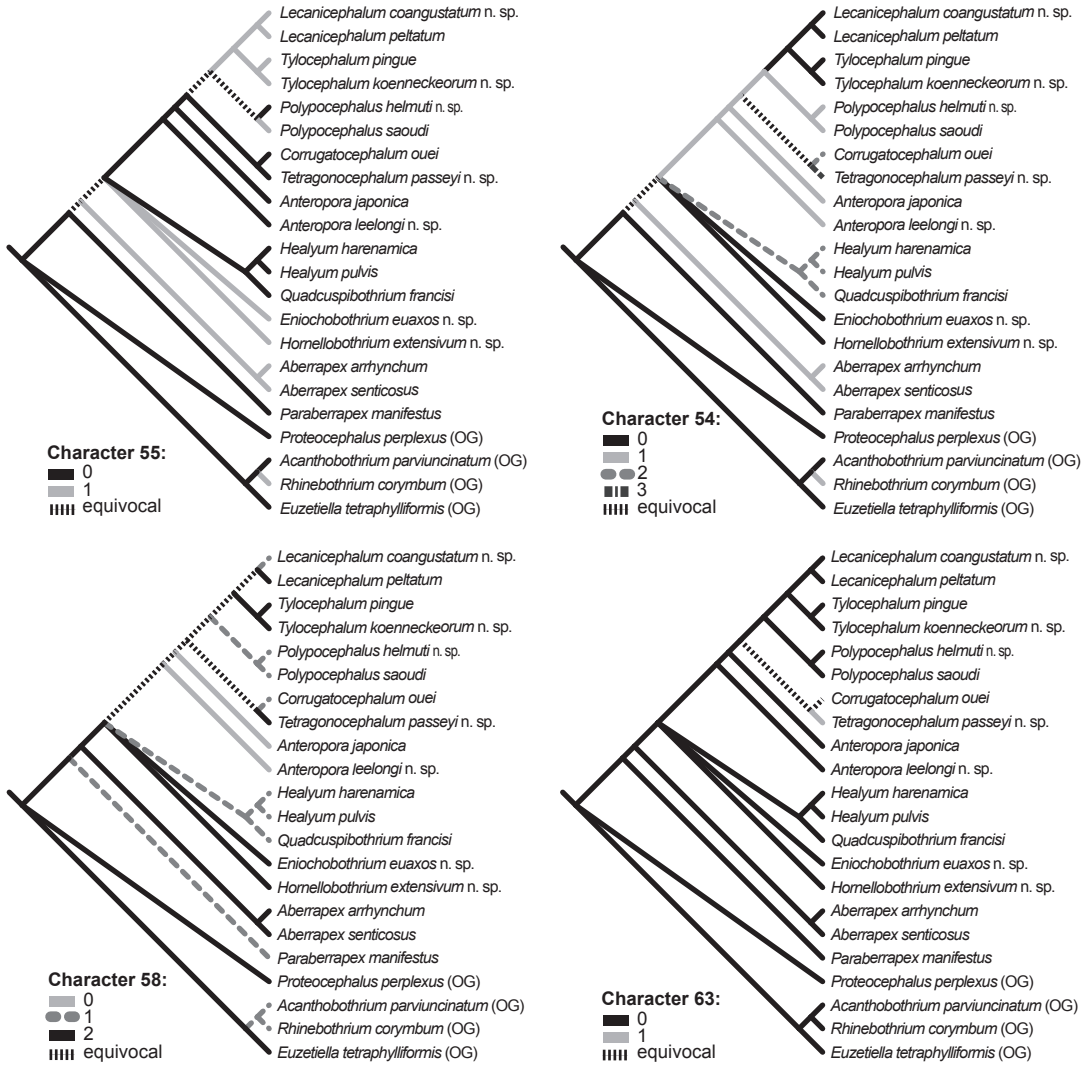 Lecanicephalum coangustatum n. sp.
Lecanicephalum peltatum
Tylocephalum pingue
Tylocephalum koenneckeorum n. sp.
Polypocephalus helmuti n. sp.
Polypocephalus saoudi
Corrugatocephalum ouei
Tetragonocephalum passeyi n. sp.
Anteropora japonica
Anteropora leelongi n. sp.
Healyum harenamica
Healyum pulvis
Quadcuspibothrium francisi
Eniochobothrium euaxos n. sp.
Hornellobothrium extensivum n. sp.
Aberrapex arrhynchum
Aberrapex senticosus
Paraberrapex manifestus
Proteocephalus perplexus (OG)
Acanthobothrium parviuncinatum (OG)
Rhinebothrium corymbum (OG)
Euzetiella tetraphylliformis (OG)
Character 55:
0
1
equivocal
Lecanicephalum coangustatum n. sp.
Lecanicephalum peltatum
Tylocephalum pingue
Tylocephalum koenneckeorum n. sp.
Polypocephalus helmuti n. sp.
Polypocephalus saoudi
Corrugatocephalum ouei
Tetragonocephalum passeyi n. sp.
Anteropora japonica
Anteropora leelongi n. sp.
Healyum harenamica
Healyum pulvis
Quadcuspibothrium francisi
Eniochobothrium euaxos n. sp.
Hornellobothrium extensivum n. sp.
Aberrapex arrhynchum
Aberrapex senticosus
Paraberrapex manifestus
Proteocephalus perplexus (OG)
Acanthobothrium parviuncinatum (OG)
Rhinebothrium corymbum (OG)
Euzetiella tetraphylliformis (OG)
Character 54:
0
1
2
3
equivocal
Lecanicephalum coangustatum n. sp.
Lecanicephalum peltatum
Tylocephalum pingue
Tylocephalum koenneckeorum n. sp.
Polypocephalus helmuti n. sp.
Polypocephalus saoudi
Corrugatocephalum ouei
Tetragonocephalum passeyi n. sp.
Anteropora japonica
Anteropora leelongi n. sp.
Healyum harenamica
Healyum pulvis
Quadcuspibothrium francisi
Eniochobothrium euaxos n. sp.
Hornellobothrium extensivum n. sp.
Aberrapex arrhynchum
Aberrapex senticosus
Paraberrapex manifestus
Proteocephalus perplexus (OG)
Acanthobothrium parviuncinatum (OG)
Rhinebothrium corymbum (OG)
Euzetiella tetraphylliformis (OG)
Character 58:
0
1
2
equivocal
Lecanicephalum coangustatum n. sp.
Lecanicephalum peltatum
Tylocephalum pingue
Tylocephalum koenneckeorum n. sp.
Polypocephalus helmuti n. sp.
Polypocephalus saoudi
Corrugatocephalum ouei
Tetragonocephalum passeyi n. sp.
Anteropora japonica
Anteropora leelongi n. sp.
Healyum harenamica
Healyum pulvis
Quadcuspibothrium francisi
Eniochobothrium euaxos n. sp.
Hornellobothrium extensivum n. sp.
Aberrapex arrhynchum
Aberrapex senticosus
Paraberrapex manifestus
Proteocephalus perplexus (OG)
Acanthobothrium parviuncinatum (OG)
Rhinebothrium corymbum (OG)
Euzetiella tetraphylliformis (OG)
Character 63:
0
1
equivocal